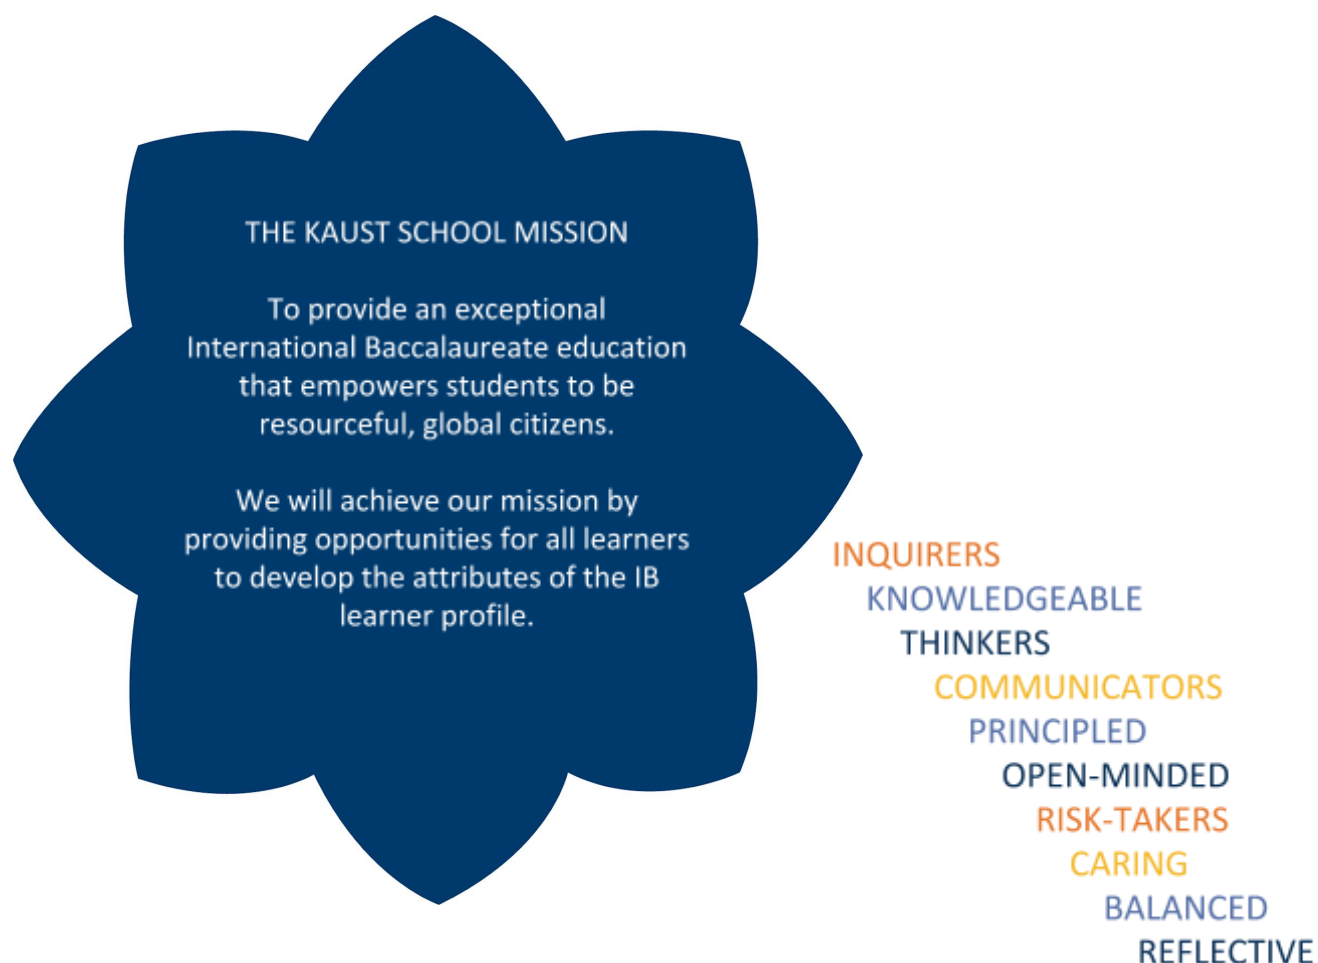 THE KAUST SCHOOL MISSION
To provide an exceptional
International Baccalaureate education
that empowers students to be
resourceful, global citizens.
We will achieve our mission by
providing opportunities for all learners
to develop the attributes of the IB
learner profile.
INQUIRERS
KNOWLEDGEABLE
THINKERS
COMMUNICATORS
PRINCIPLED
OPEN-MINDED
RISK-TAKERS
CARING
BALANCED
REFLECTIVE